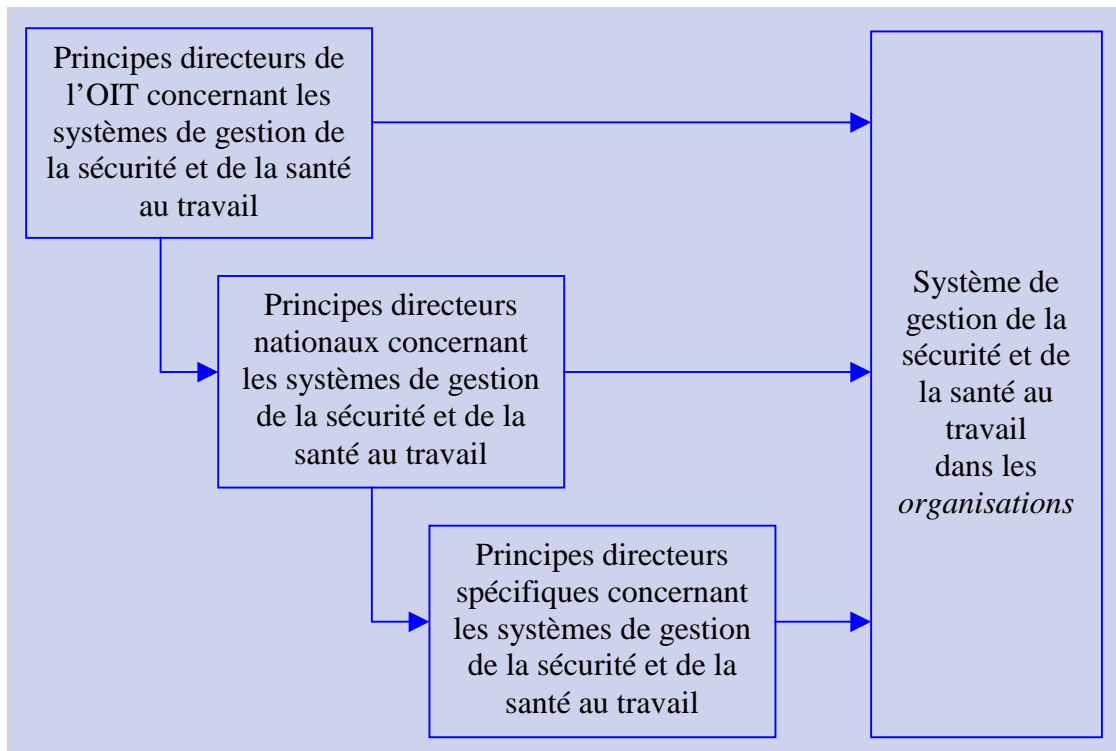 Principes directeurs de
l’OIT concernant les
systèmes de gestion de
la sécurité et de la santé
au travail
Principes directeurs
nationaux concernant
les systèmes de gestion
de la sécurité et de la
santé au travail
Principes directeurs
spécifiques concernant
les systèmes de gestion
de la sécurité et de la
santé au travail
Système de
gestion de la
sécurité et de
la santé au
travail
dans les
organisations